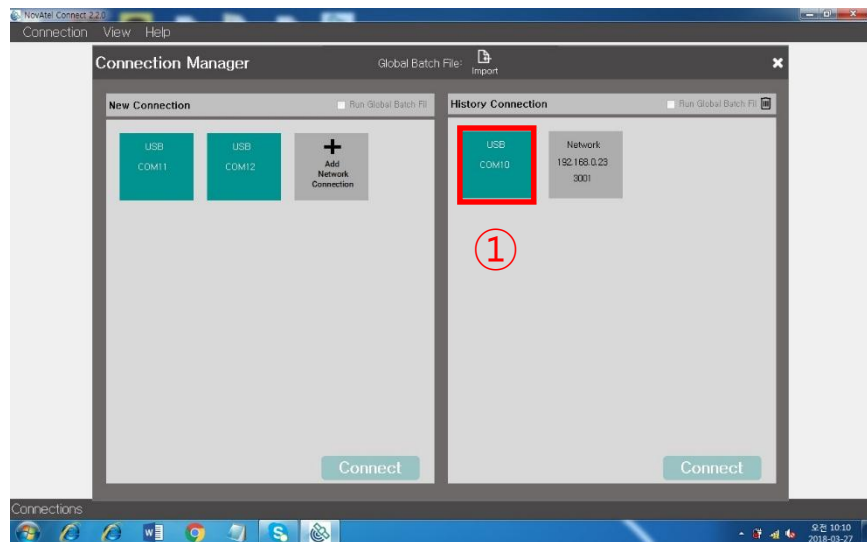 NovAtel Connect 2.2.0
Connection View Help
Connection Manager
Global Batch File:
Import
New Connection
Run Global Batch Fil
History Connection
Run Global Batch Fil
USB
COM11
USB
COM12
Add
Network
Connection
USB
COM10
Network
192.168.0.23
3001
①
Connect
Connect
Connections
오전 10:10
2018-03-27